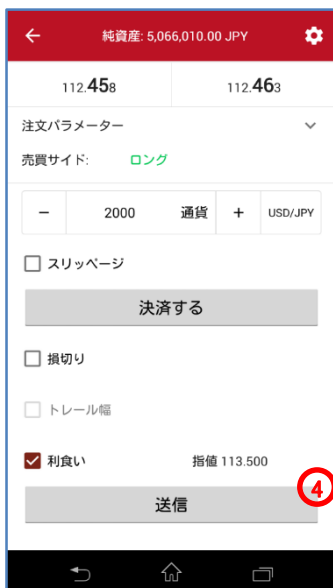 純資産: 5,066,010.00 JPY
112.458 112.463
注文パラメーター
売買サイド: ロング
− 2000 通貨 + USD/JPY
スリッページ
決済する
損切り
トレール幅
利食い 指値 113.500
④
送信